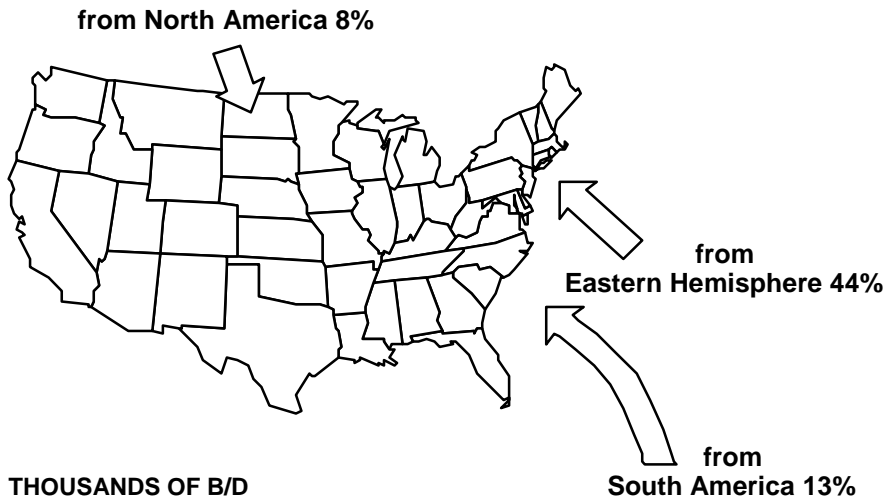 from North America 8%
from
Eastern Hemisphere 44%
from
South America 13%
THOUSANDS OF B/D